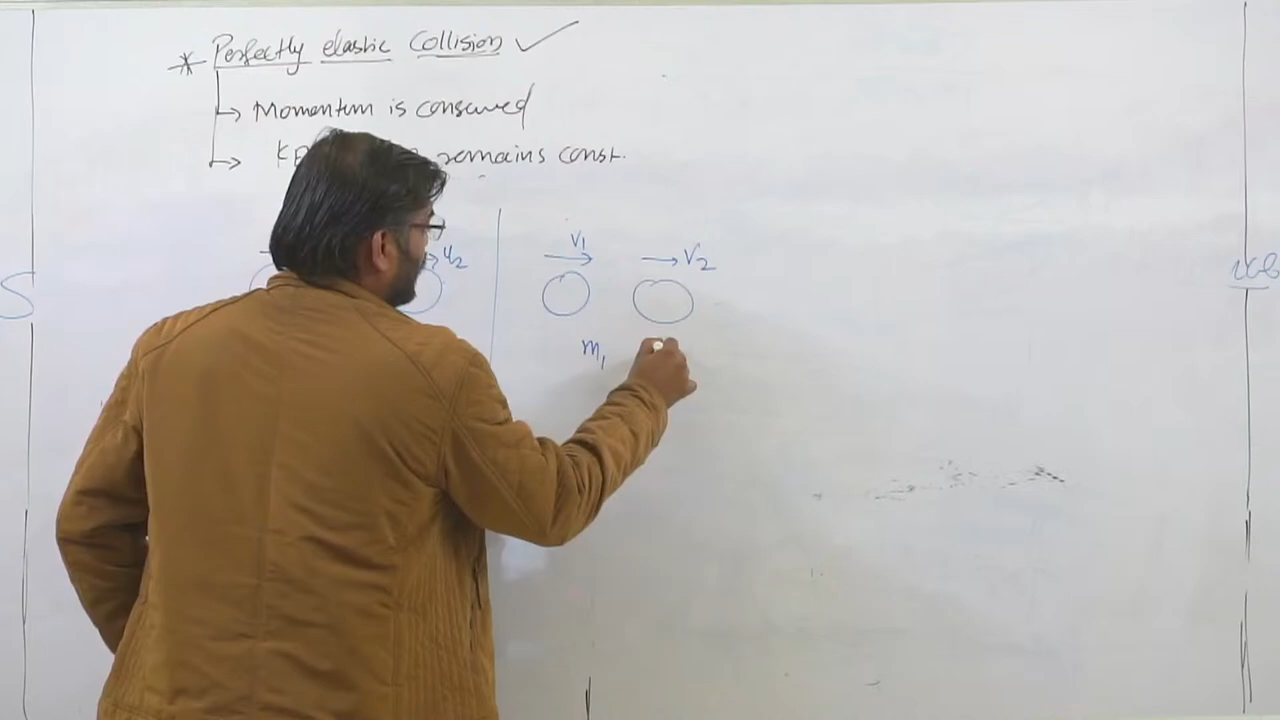 * Perfectly elastic Collision ✓
→ Momentum is conserved
→ remains const.
u2
V1 → V2
m1
S